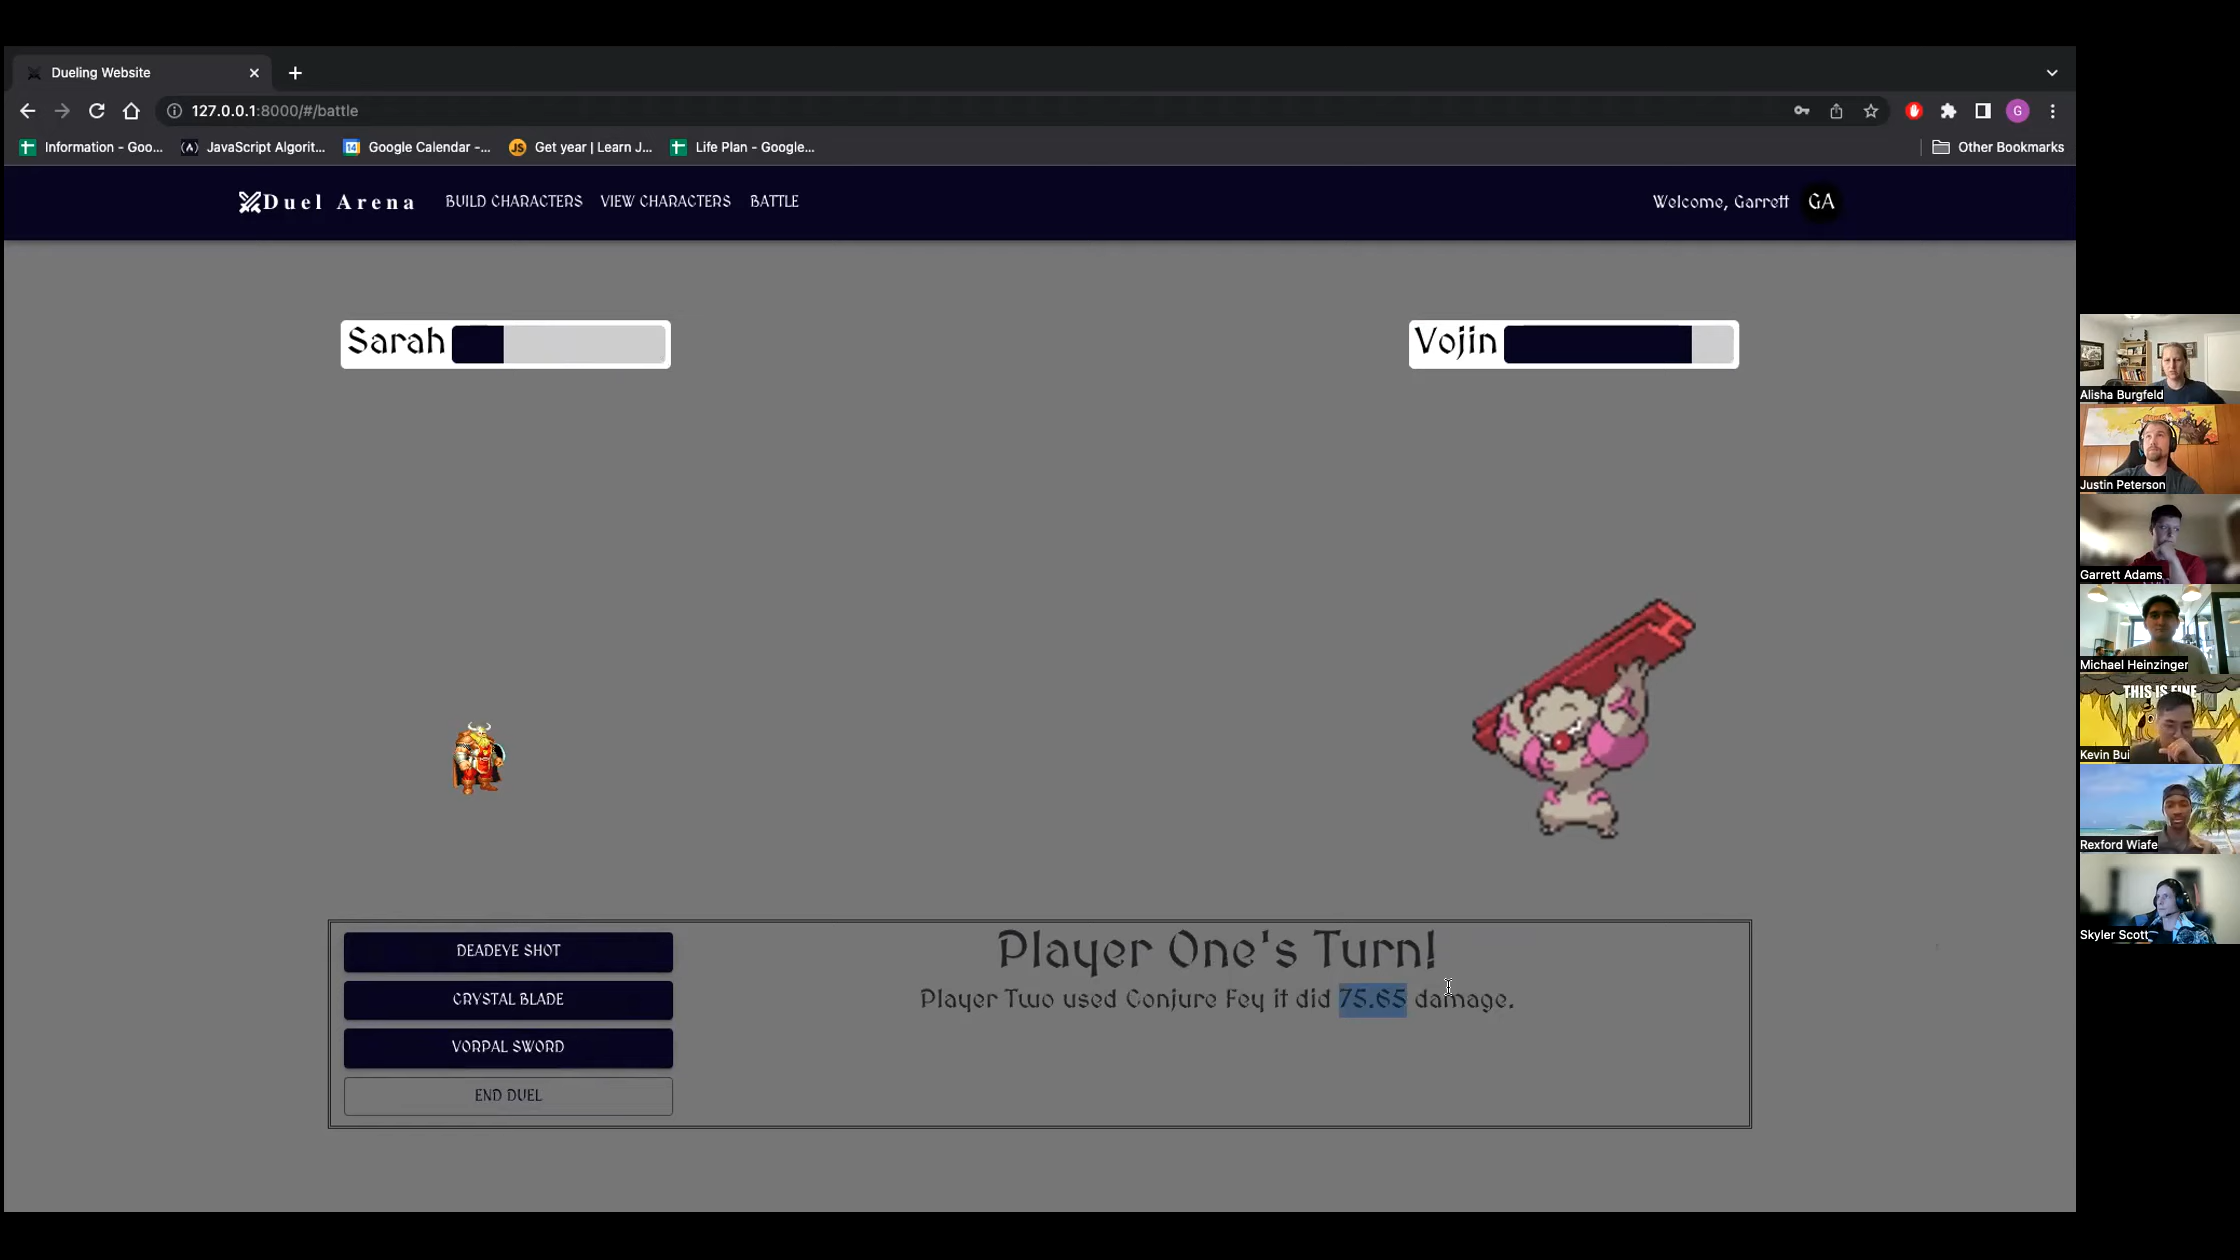 Dueling Website
127.0.0.1:8000/#/battle
Information - Goo... JavaScript Algorit... Google Calendar -... Get year | Learn J... Life Plan - Google... Other Bookmarks
Duel Arena BUILD CHARACTERS VIEW CHARACTERS BATTLE Welcome, Garrett GA
Sarah
Vojin
Alisha Burgfeld
Justin Peterson
Garrett Adams
Michael Heinzinger
THIS IS FINE
Kevin Bui
Rexford Wiafe
Skyler Scott
DEADEYE SHOT
CRYSTAL BLADE
VORPAL SWORD
END DUEL
Player One's Turn!
Player Two used Conjure Fey it did 75.65 damage.